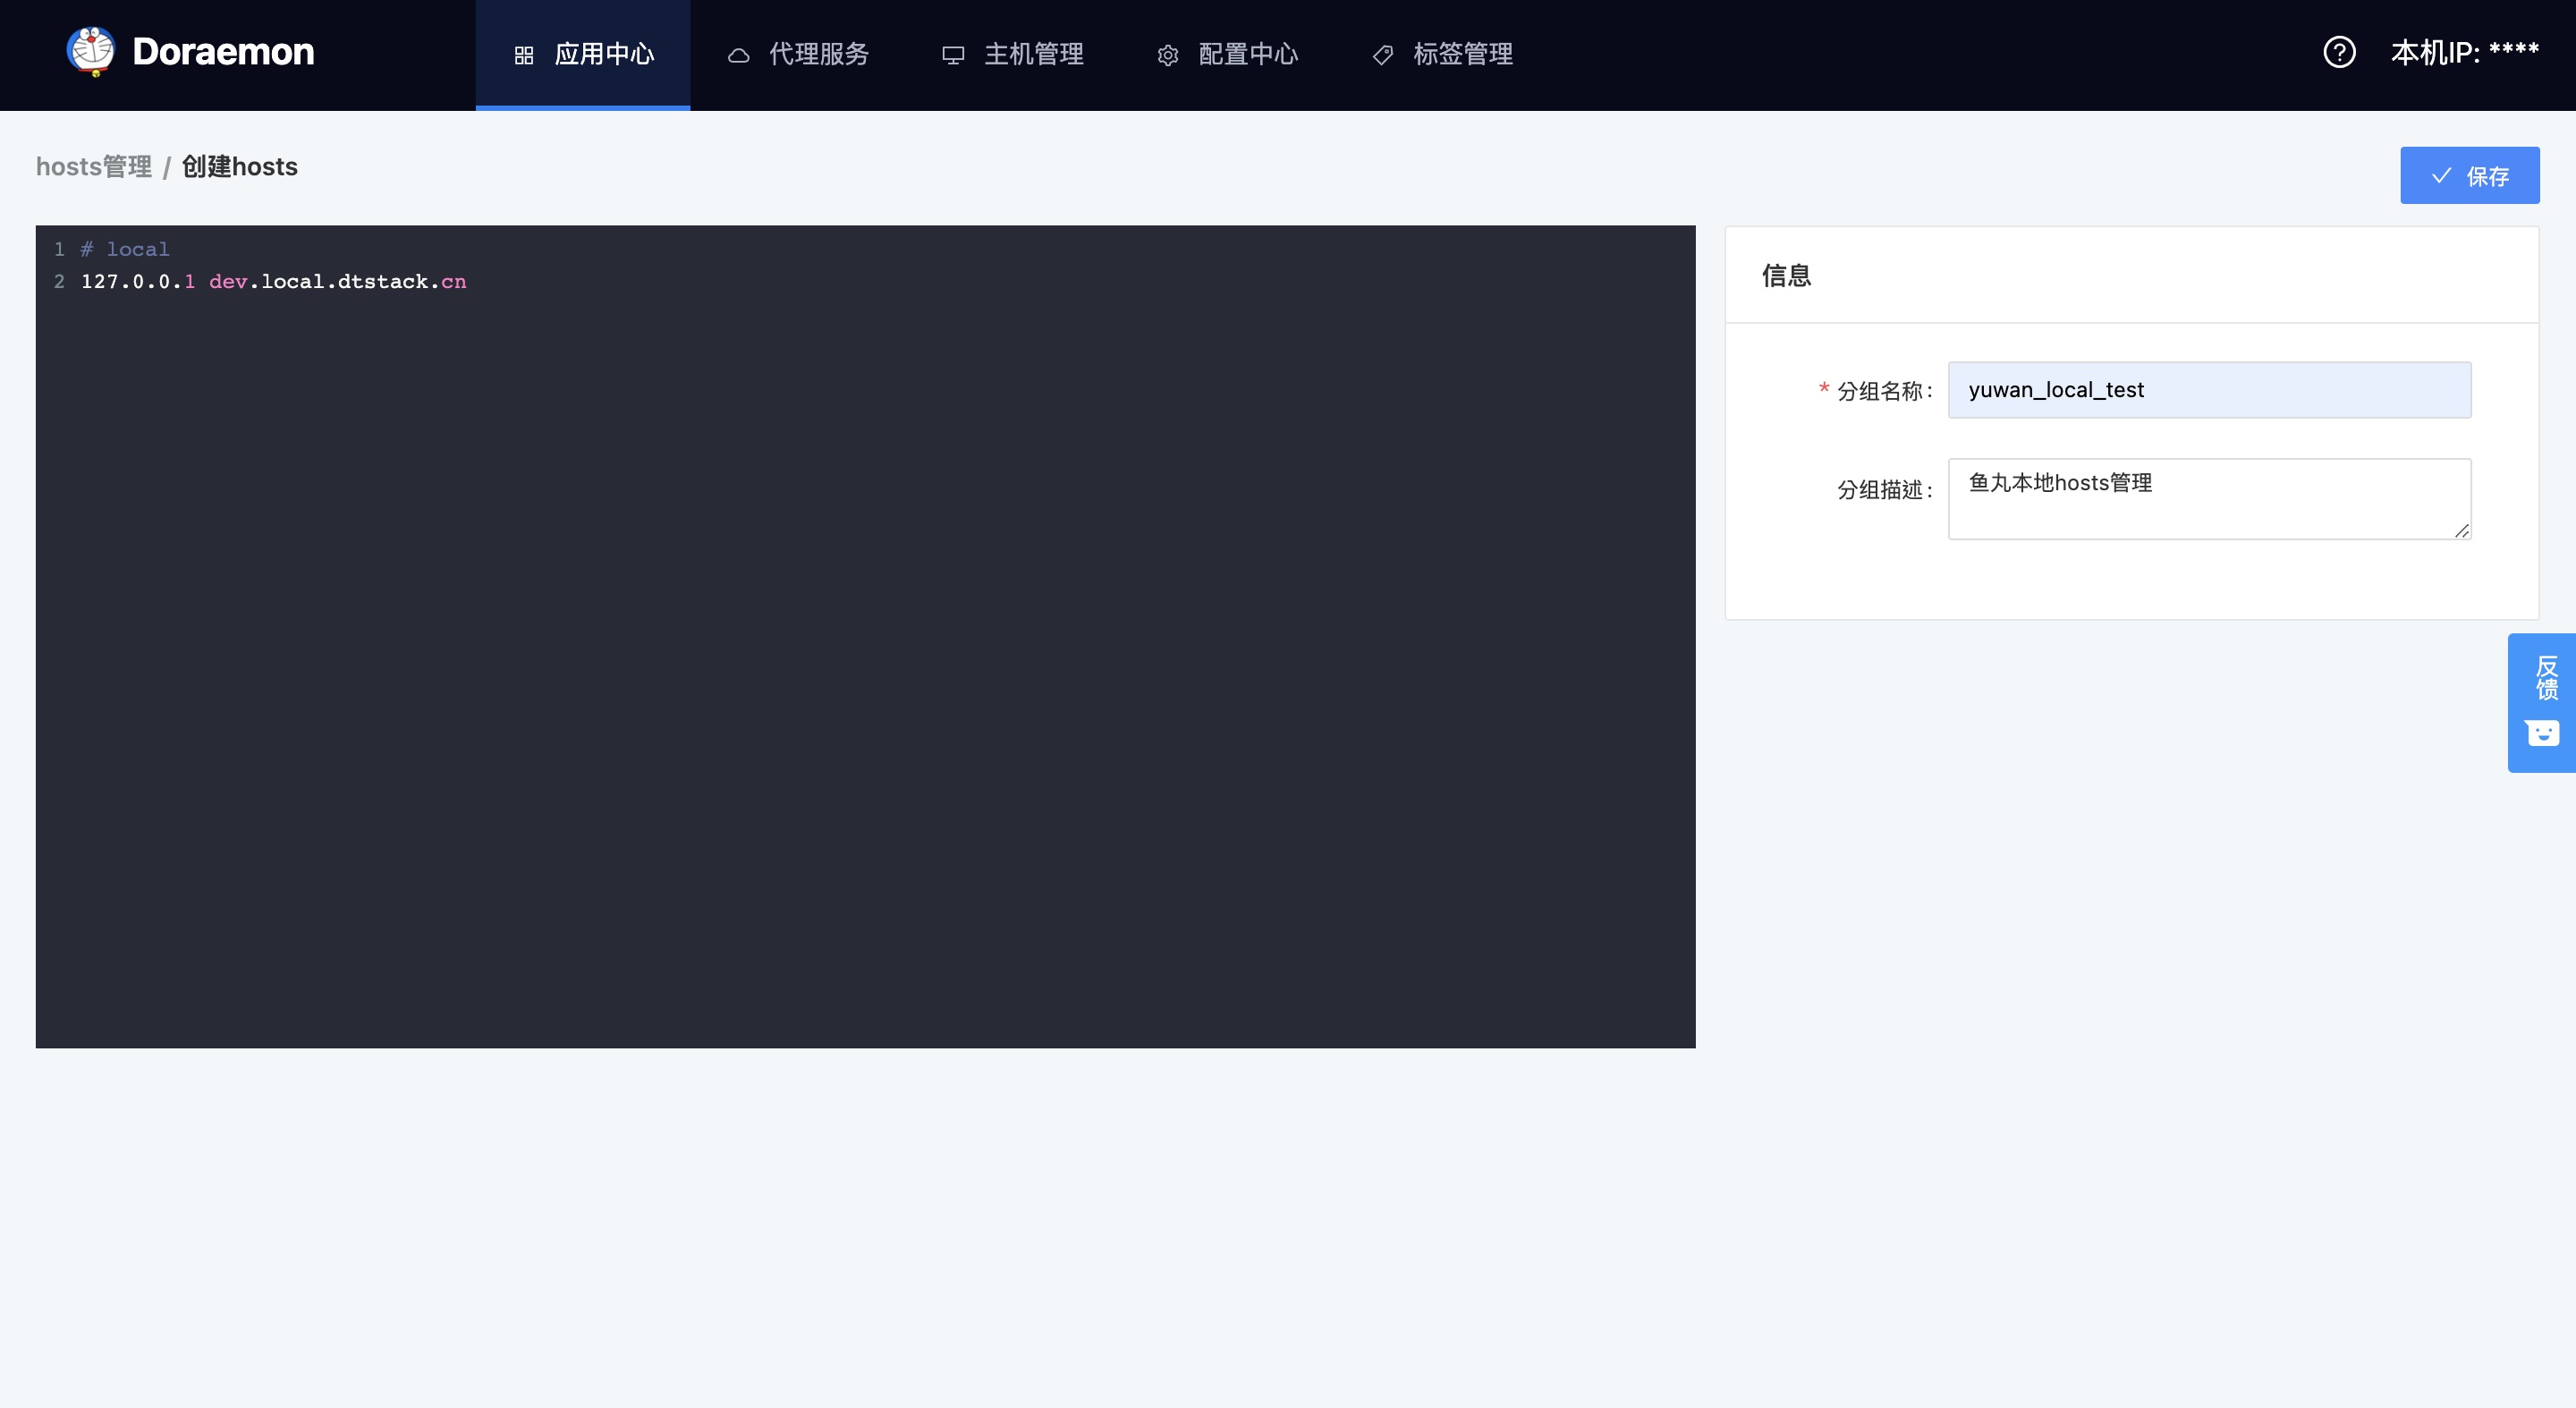 Doraemon
应用中心
代理服务
主机管理
配置中心
标签管理
本机IP: ****
hosts管理 / 创建hosts
保存
1 # local
2 127.0.0.1 dev.local.dtstack.cn
信息
* 分组名称:
yuwan_local_test
分组描述:
鱼丸本地hosts管理
反馈